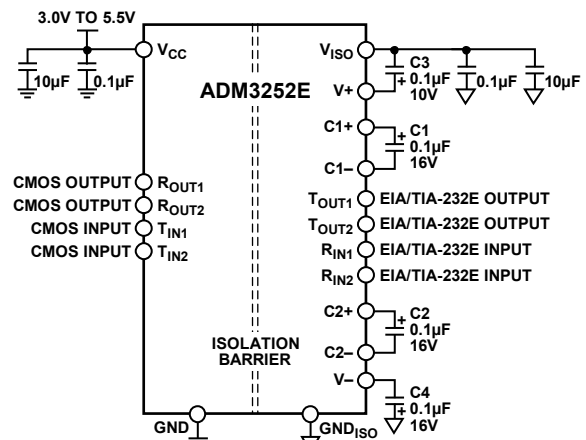 3.0V TO 5.5V
VCC
10µF
0.1µF
ADM3252E
VISO
V+
C3
+
0.1µF
10V
0.1µF
10µF
C1+
C1–
+
C1
0.1µF
16V
CMOS OUTPUT ROUT1
CMOS OUTPUT ROUT2
CMOS INPUT TIN1
CMOS INPUT TIN2
TOUT1 EIA/TIA-232E OUTPUT
TOUT2 EIA/TIA-232E OUTPUT
RIN1 EIA/TIA-232E INPUT
RIN2 EIA/TIA-232E INPUT
ISOLATION
BARRIER
C2+
C2–
+
C2
0.1µF
16V
V–
C4
+
0.1µF
16V
GND
GNDISO